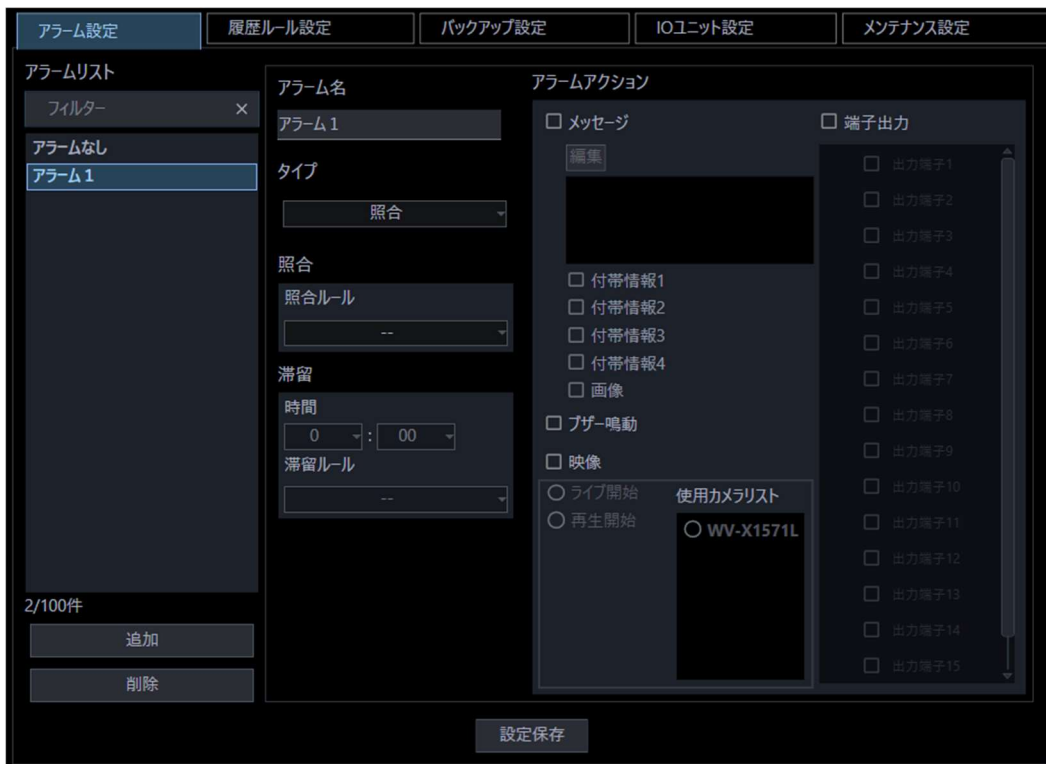 アラーム設定
履歴ルール設定
バックアップ設定
IOユニット設定
メンテナンス設定
アラームリスト
フィルター ×
アラームなし
アラーム 1
2/100件
追加
削除
アラーム名
アラーム 1
タイプ
照合
照合
照合ルール
--
滞留
時間
0 : 00
滞留ルール
--
アラームアクション
メッセージ
編集
付帯情報1
付帯情報2
付帯情報3
付帯情報4
画像
ブザー鳴動
映像
ライブ開始
再生開始
使用カメラリスト
WV-X1571L
端子出力
出力端子1
出力端子2
出力端子3
出力端子4
出力端子5
出力端子6
出力端子7
出力端子8
出力端子9
出力端子10
出力端子11
出力端子12
出力端子13
出力端子14
出力端子15
設定保存